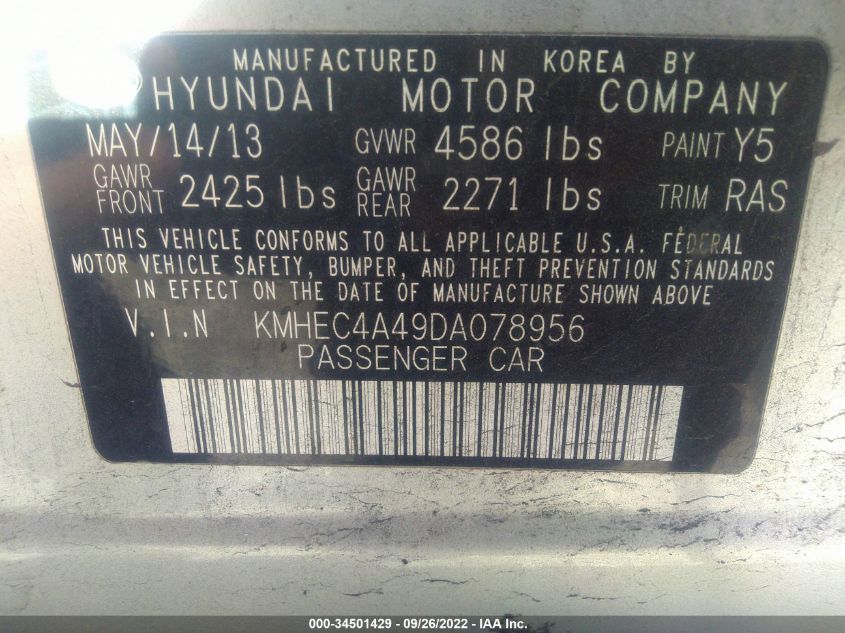 MANUFACTURED IN KOREA BY
HYUNDAI MOTOR COMPANY
MAY/14/13 GVWR 4586 lbs PAINT Y5
GAWR FRONT 2425 lbs GAWR REAR 2271 lbs TRIM RAS
THIS VEHICLE CONFORMS TO ALL APPLICABLE U.S.A. FEDERAL
MOTOR VEHICLE SAFETY, BUMPER, AND THEFT PREVENTION STANDARDS
IN EFFECT ON THE DATE OF MANUFACTURE SHOWN ABOVE
V.I.N KMHEC4A49DA078956
PASSENGER CAR
000-34501429 - 09/26/2022 - © IAA, Inc.